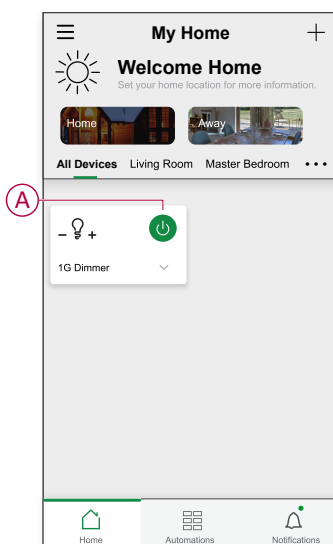 My Home
Welcome Home
Set your home location for more information.
Home Away
All Devices Living Room Master Bedroom
A
1G Dimmer
Home Automations Notifications